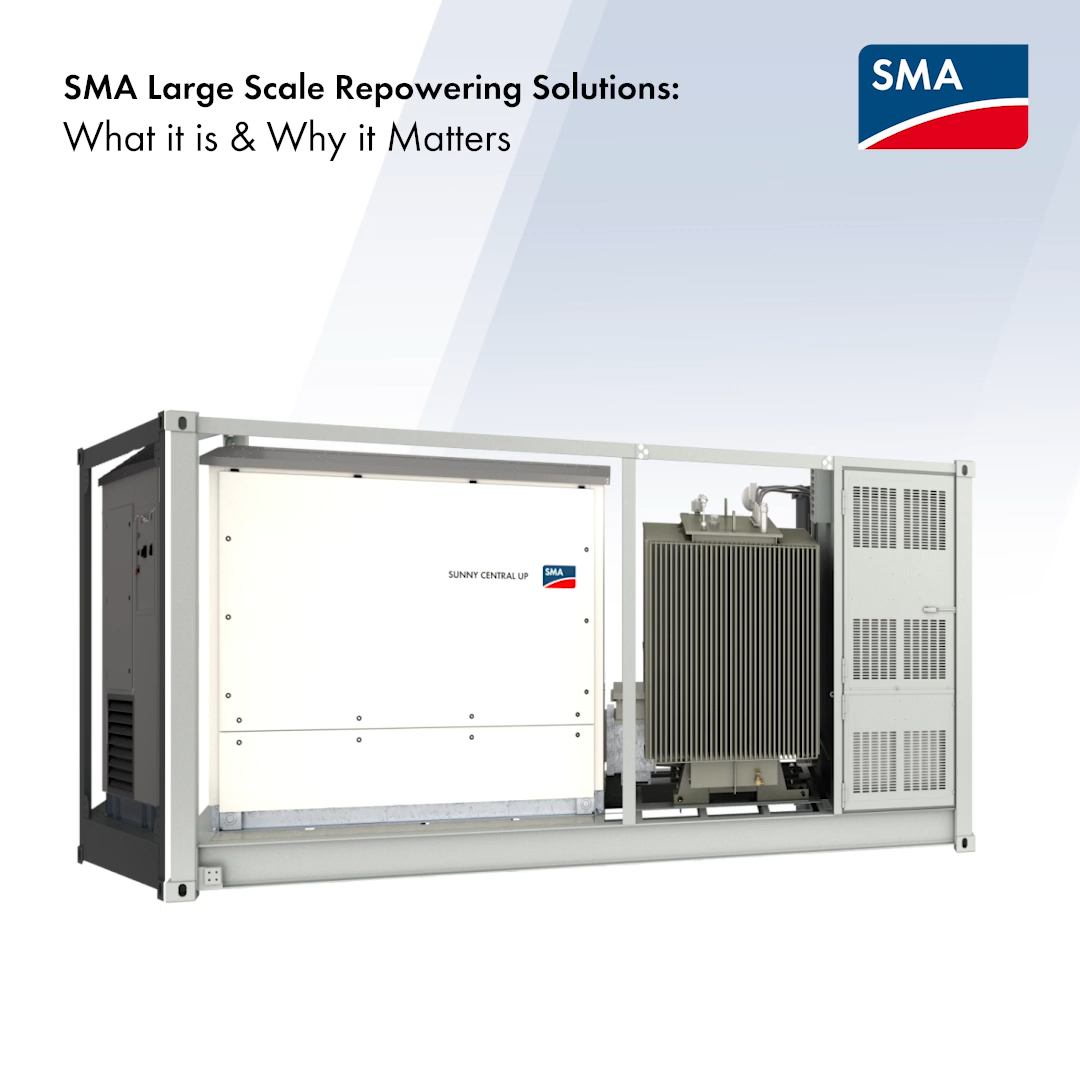 SMA Large Scale Repowering Solutions:
What it is & Why it Matters
SMA
SUNNY CENTRAL UP
SMA